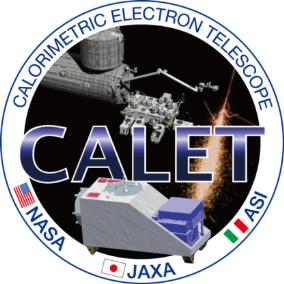 CALORIMETRIC ELECTRON TELESCOPE
CALET
NASA
JAXA
ASI